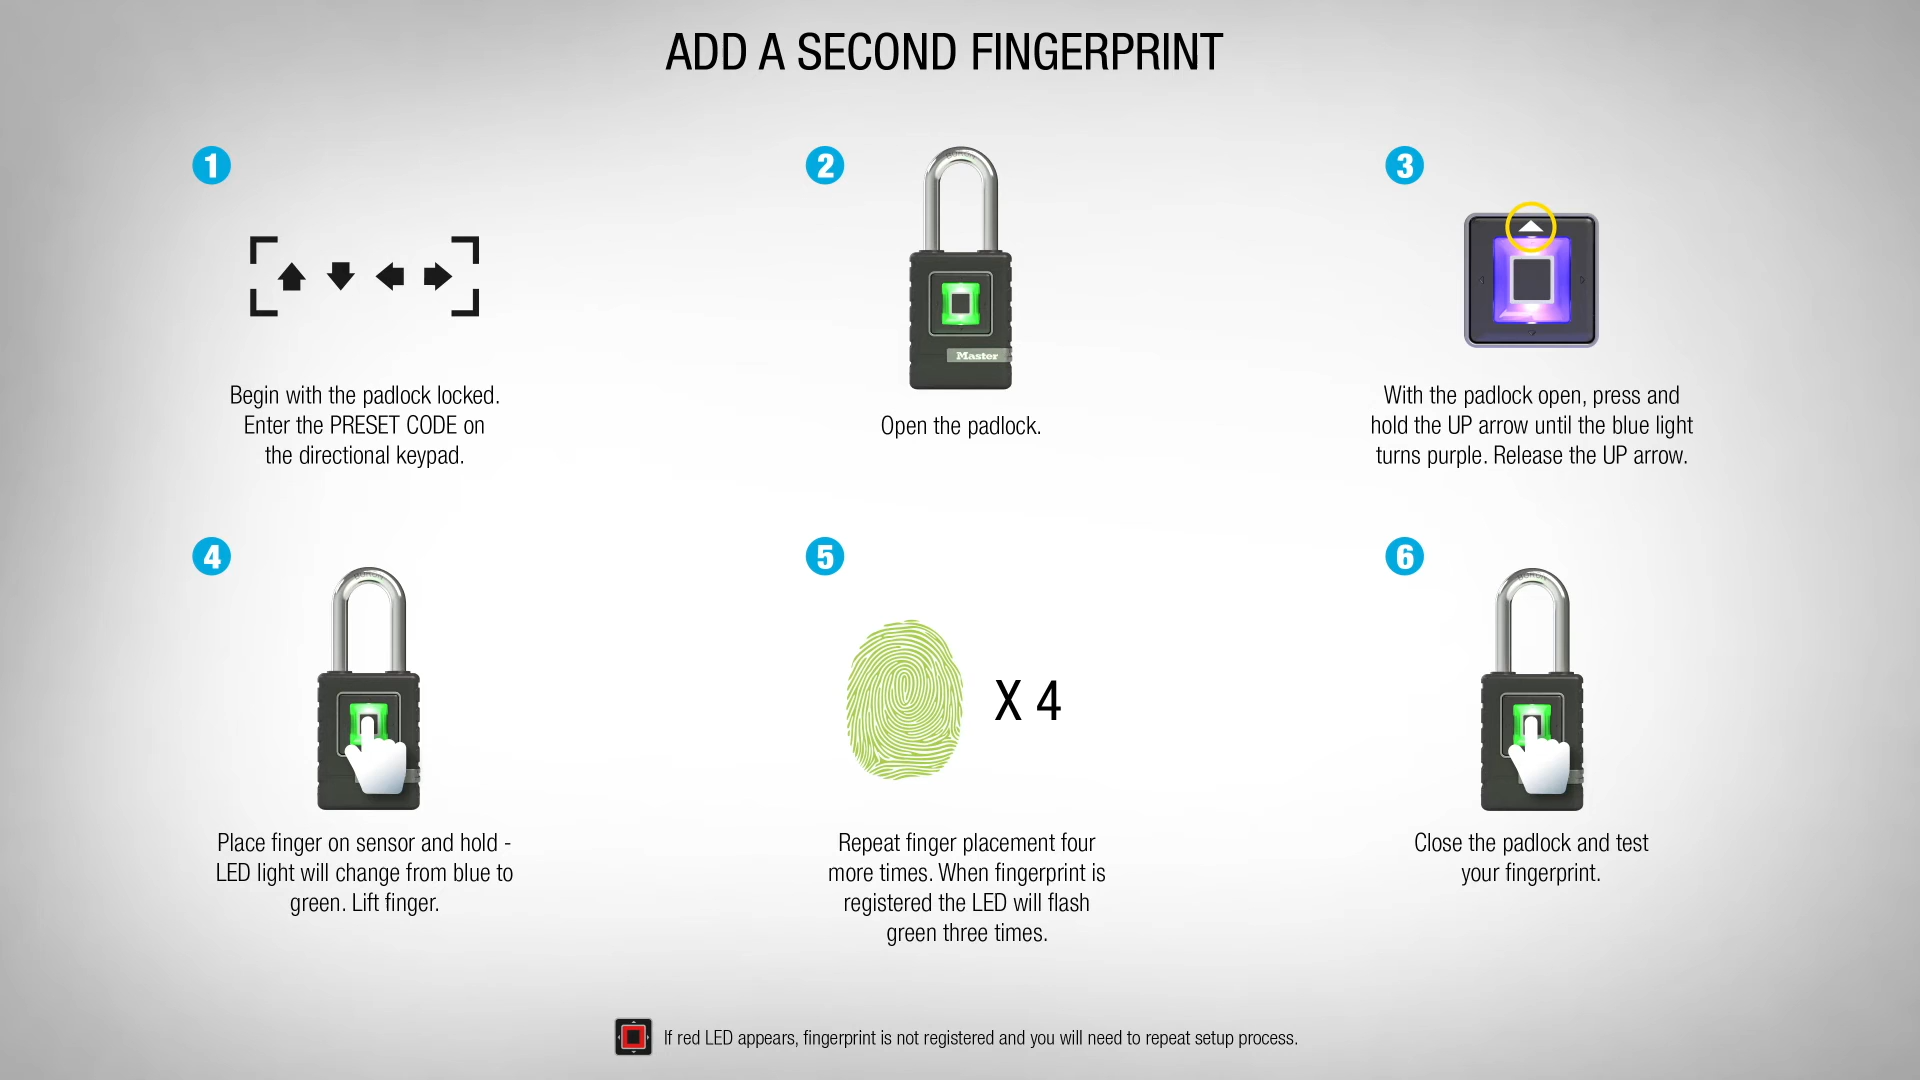 ADD A SECOND FINGERPRINT
1
Begin with the padlock locked.
Enter the PRESET CODE on
the directional keypad.
2
Master
Open the padlock.
3
With the padlock open, press and
hold the UP arrow until the blue light
turns purple. Release the UP arrow.
4
Place finger on sensor and hold -
LED light will change from blue to
green. Lift finger.
5
X 4
Repeat finger placement four
more times. When fingerprint is
registered the LED will flash
green three times.
6
Close the padlock and test
your fingerprint.
If red LED appears, fingerprint is not registered and you will need to repeat setup process.